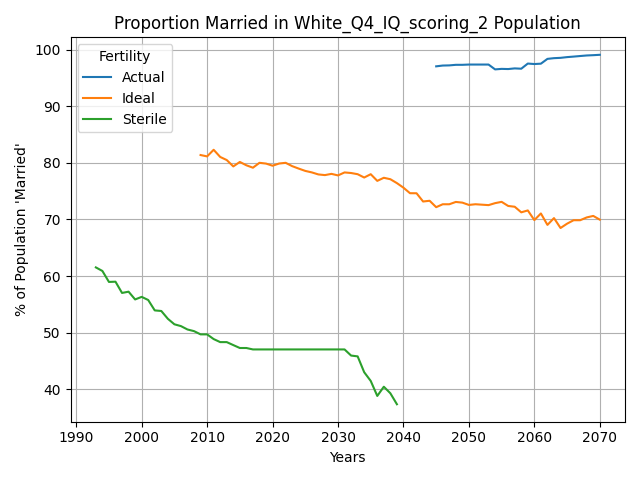 Proportion Married in White_Q4_IQ_scoring_2 Population
Fertility
Actual
Ideal
Sterile
% of Population 'Married'
100
90
80
70
60
50
40
1990 2000 2010 2020 2030 2040 2050 2060 2070
Years